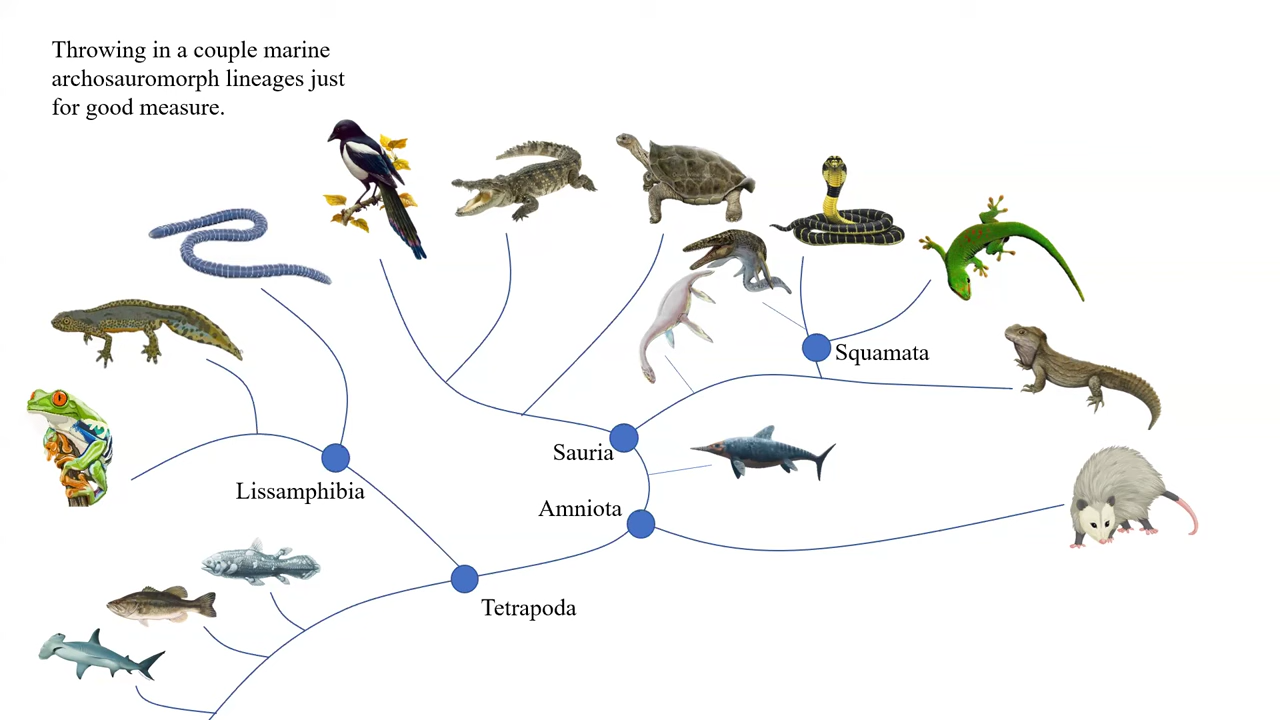 Throwing in a couple marine
archosauromorph lineages just
for good measure.
Squamata
Sauria
Lissamphibia
Amniota
Tetrapoda